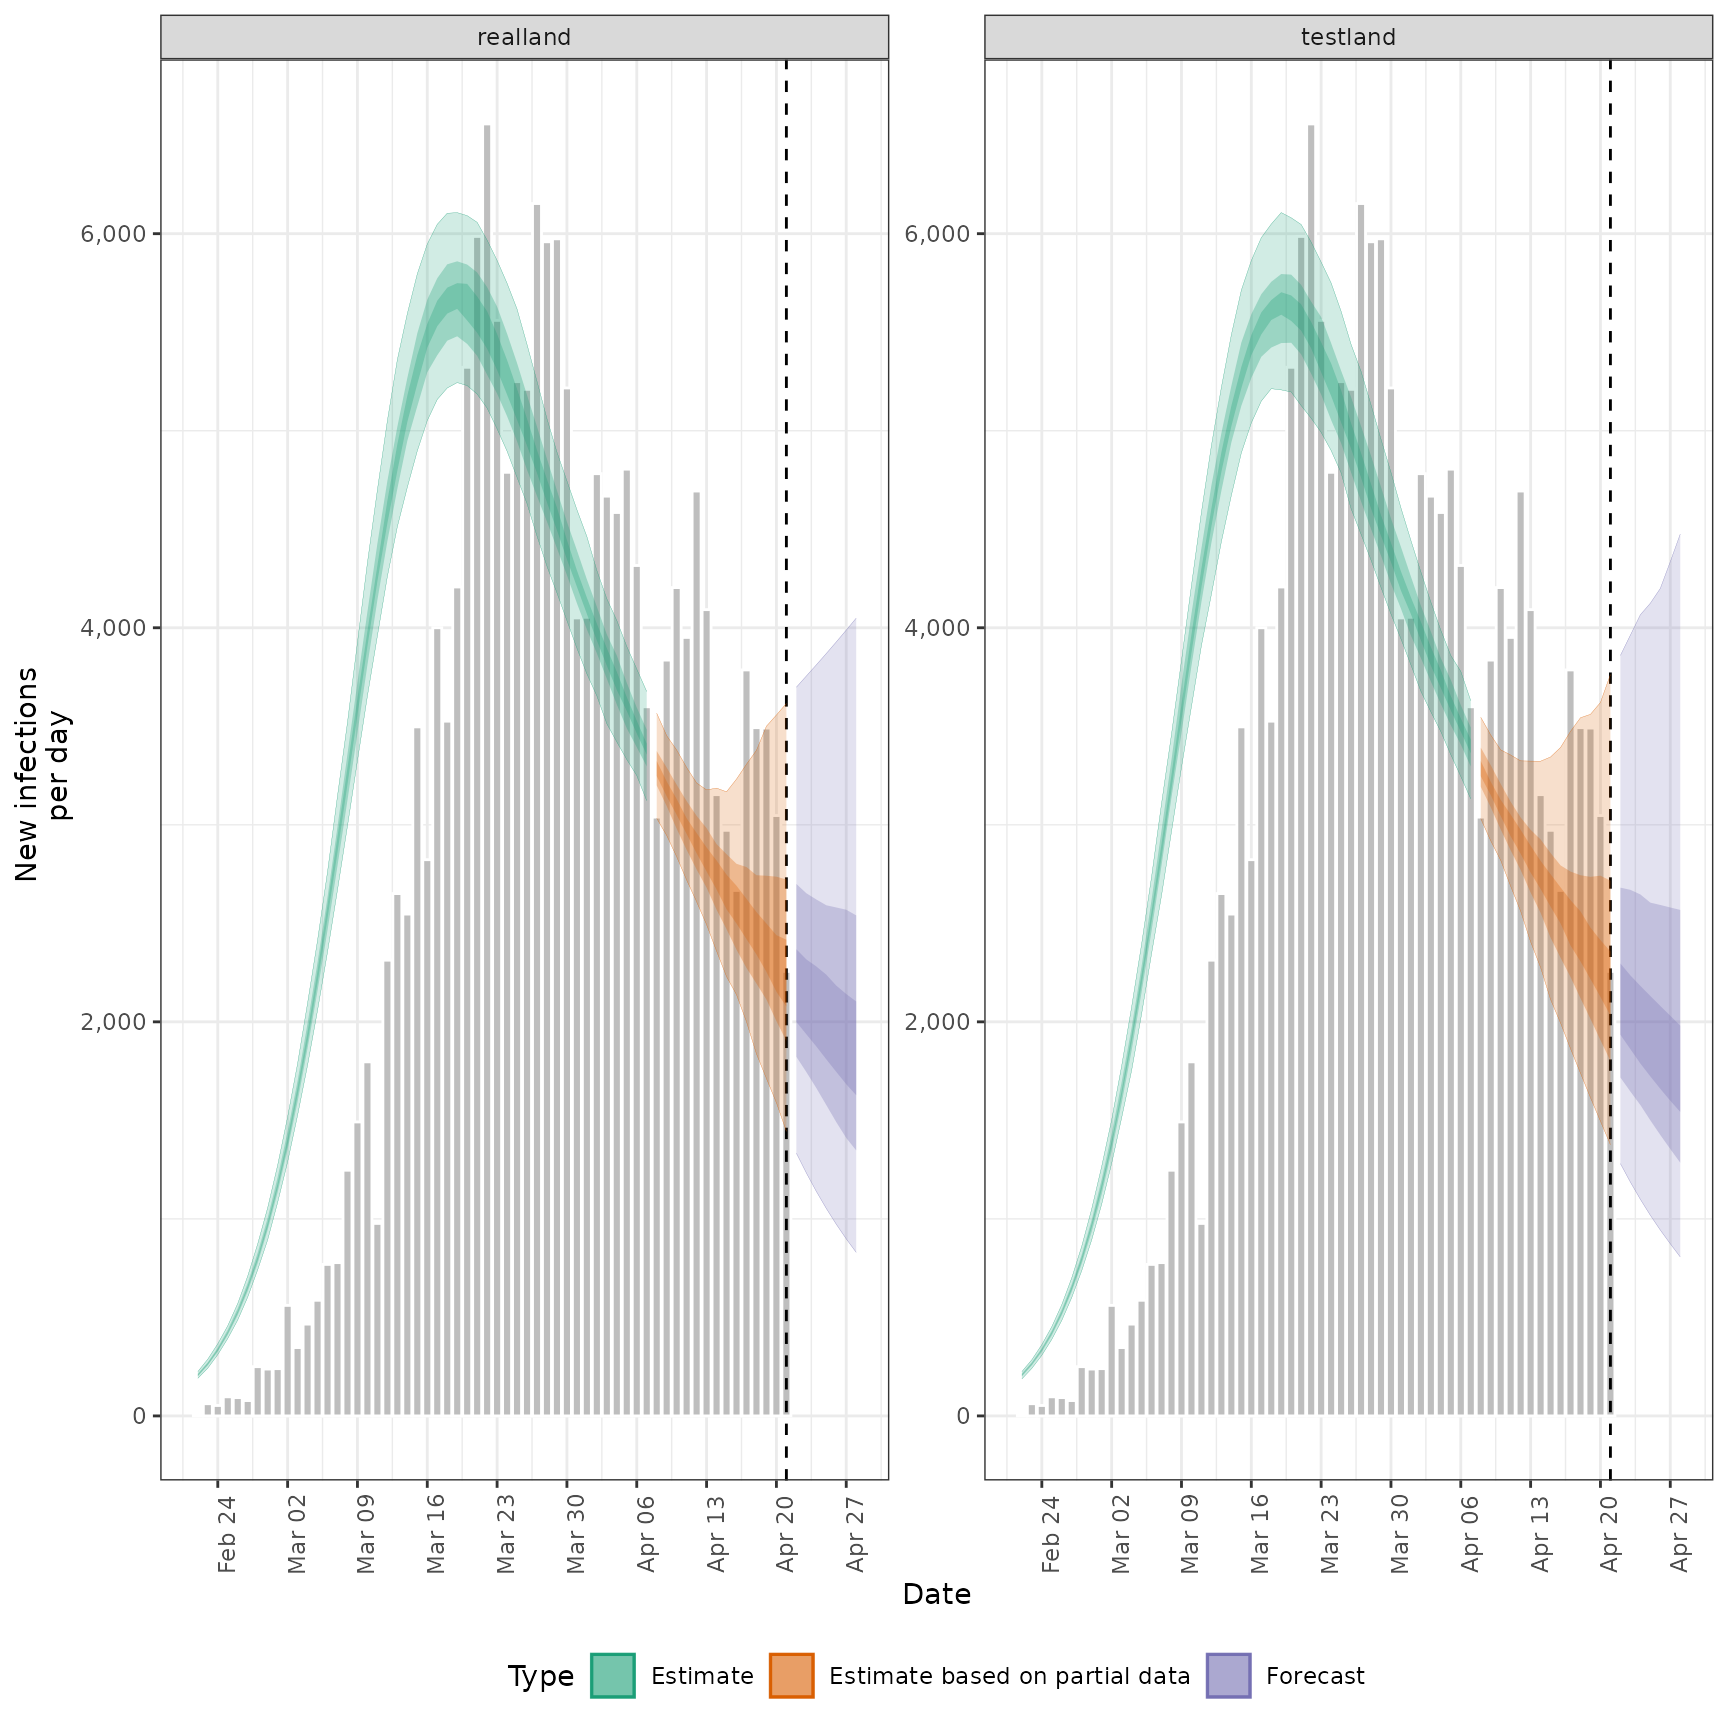 realland
testland
New infections
per day
6,000
4,000
2,000
0
6,000
4,000
2,000
0
Feb 24
Mar 02
Mar 09
Mar 16
Mar 23
Mar 30
Apr 06
Apr 13
Apr 20
Apr 27
Feb 24
Mar 02
Mar 09
Mar 16
Mar 23
Mar 30
Apr 06
Apr 13
Apr 20
Apr 27
Date
Type Estimate Estimate based on partial data Forecast